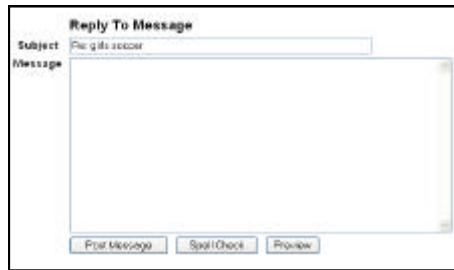 Reply To Message
Subject Re: girls soccer
Message
Post Message Spell Check Preview